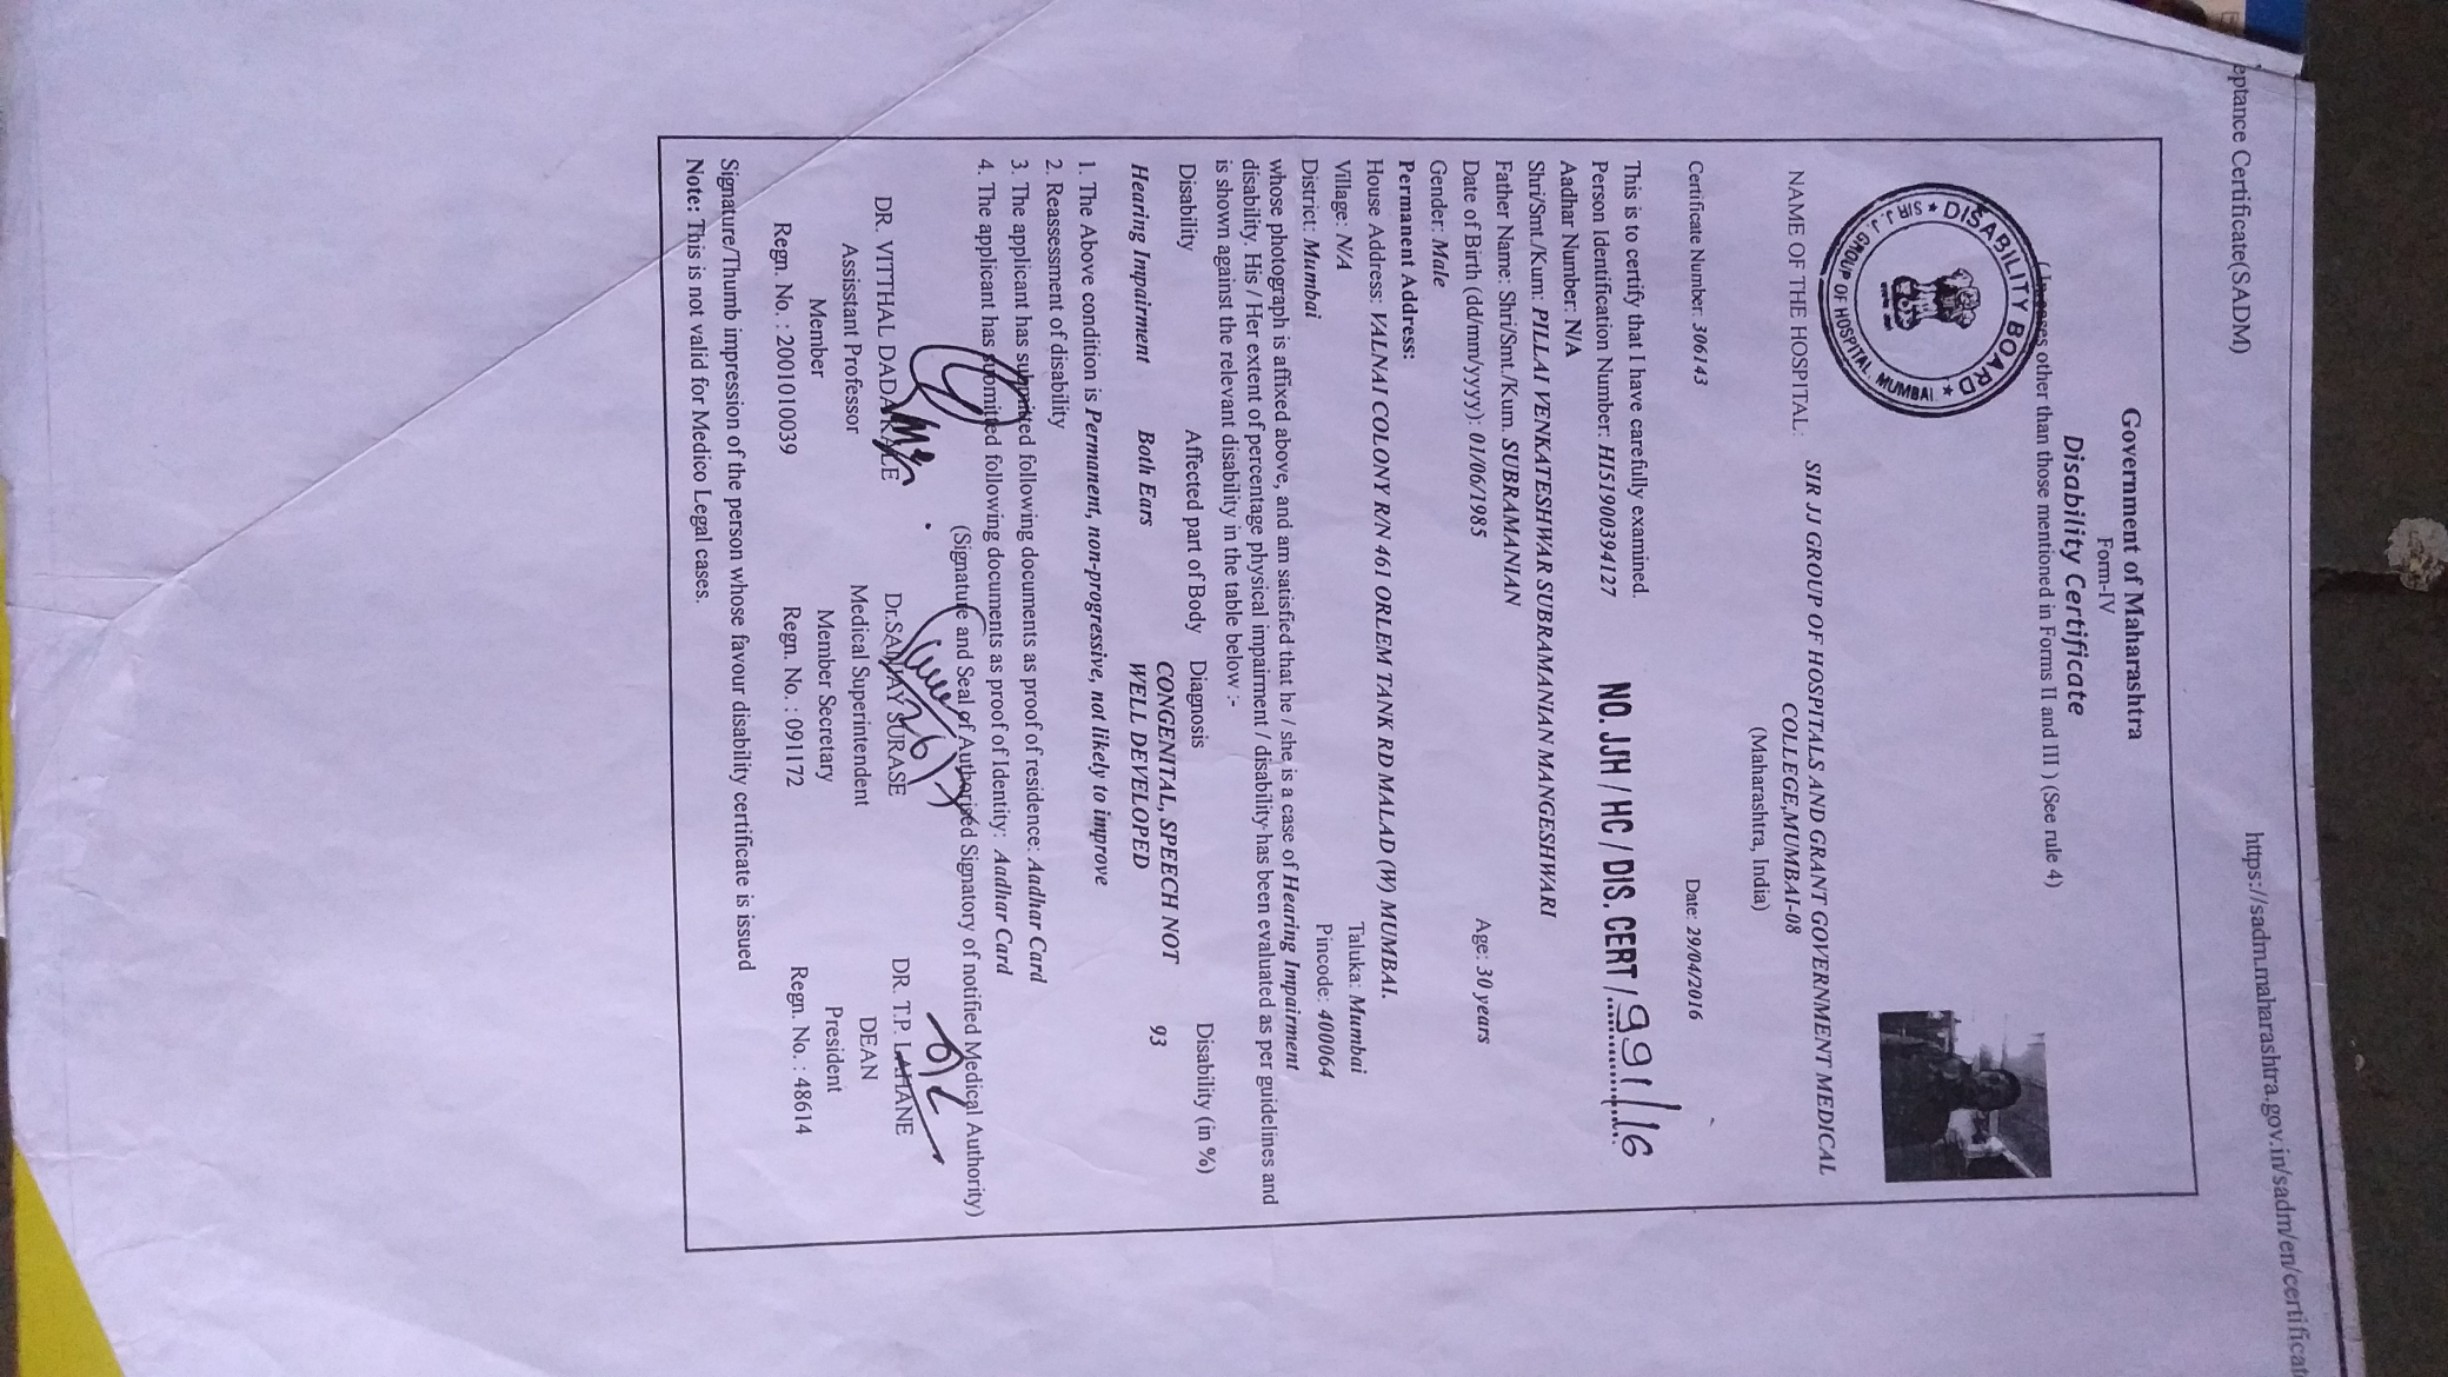 eptance Certificate(SADM)
https://sadm.maharashtra.gov.in/sadm/en/certificat
Government of Maharashtra
Form-IV
Disability Certificate
other than those mentioned in Forms II and III ) (See rule 4)
DISABILITY BOARD
SIR J.J. GROUP OF HOSPITAL, MUMBAI
NAME OF THE HOSPITAL: SIR JJ GROUP OF HOSPITALS AND GRANT GOVERNMENT MEDICAL
COLLEGE,MUMBAI-08
(Maharashtra, India)
Certificate Number: 306143 Date: 29/04/2016
This is to certify that I have carefully examined.
Person Identification Number: HI51900394127 NO. JJH / HC / DIS. CERT / 991/16
Aadhar Number: N/A
Shri/Smt./Kum: PILLAI VENKATESHWAR SUBRAMANIAN MANGESHWARI
Father Name: Shri/Smt./Kum. SUBRAMANIAN
Date of Birth (dd/mm/yyyy): 01/06/1985 Age: 30 years
Gender: Male
Permanent Address:
House Address: VALNAI COLONY R/N 461 ORLEM TANK RD MALAD (W) MUMBAI.
Village: N/A Taluka: Mumbai
District: Mumbai Pincode: 400064
whose photograph is affixed above, and am satisfied that he / she is a case of Hearing Impairment
disability. His / Her extent of percentage physical impairment / disability has been evaluated as per guidelines and
is shown against the relevant disability in the table below :-
Disability Affected part of Body Diagnosis Disability (in %)
Hearing Impairment Both Ears CONGENITAL, SPEECH NOT 93
WELL DEVELOPED
1. The Above condition is Permanent, non-progressive, not likely to improve
2. Reassessment of disability
3. The applicant has submitted following documents as proof of residence: Aadhar Card
4. The applicant has submitted following documents as proof of Identity: Aadhar Card
(Signature and Seal of Authorised Signatory of notified Medical Authority)
DR. VITTHAL DADA KALE Dr.SANJAY SURASE DR. T.P. LAHANE
Assisstant Professor Medical Superintendent DEAN
Member Member Secretary President
Regn. No. : 2001010039 Regn. No. : 091172 Regn. No. : 48614
Signature/Thumb impression of the person whose favour disability certificate is issued
Note: This is not valid for Medico Legal cases.